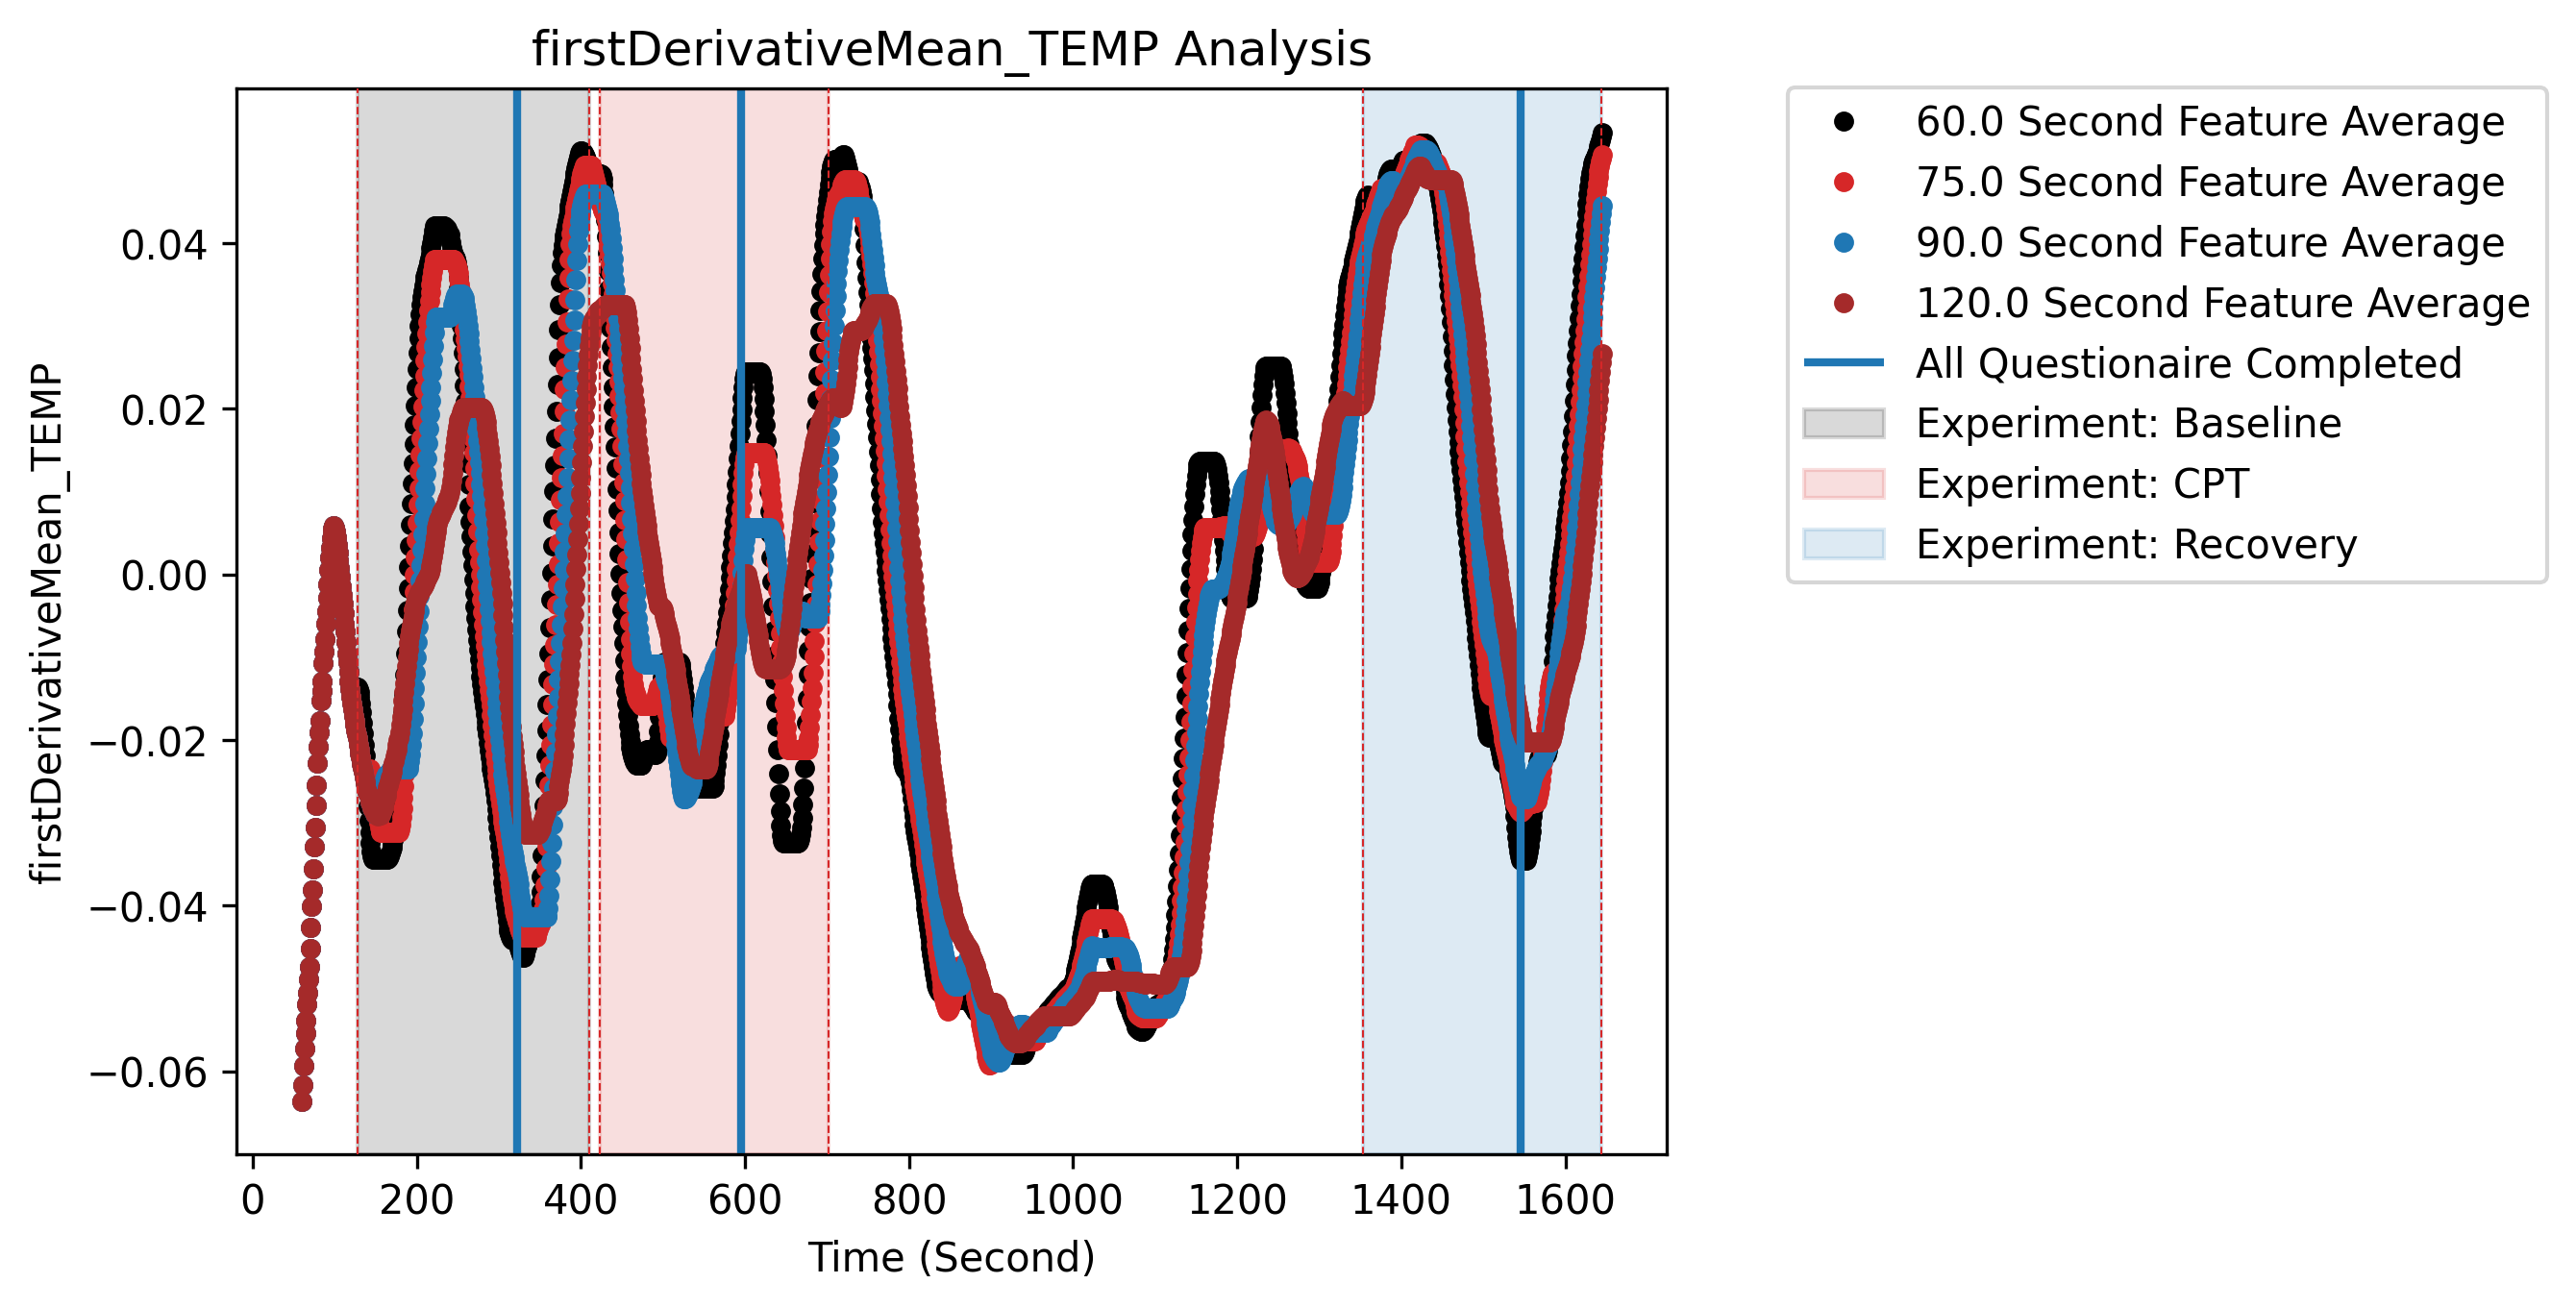 firstDerivativeMean_TEMP Analysis
firstDerivativeMean_TEMP
0.04
0.02
0.00
−0.02
−0.04
−0.06
0
200
400
600
800
1000
1200
1400
1600
Time (Second)
60.0 Second Feature Average
75.0 Second Feature Average
90.0 Second Feature Average
120.0 Second Feature Average
All Questionaire Completed
Experiment: Baseline
Experiment: CPT
Experiment: Recovery